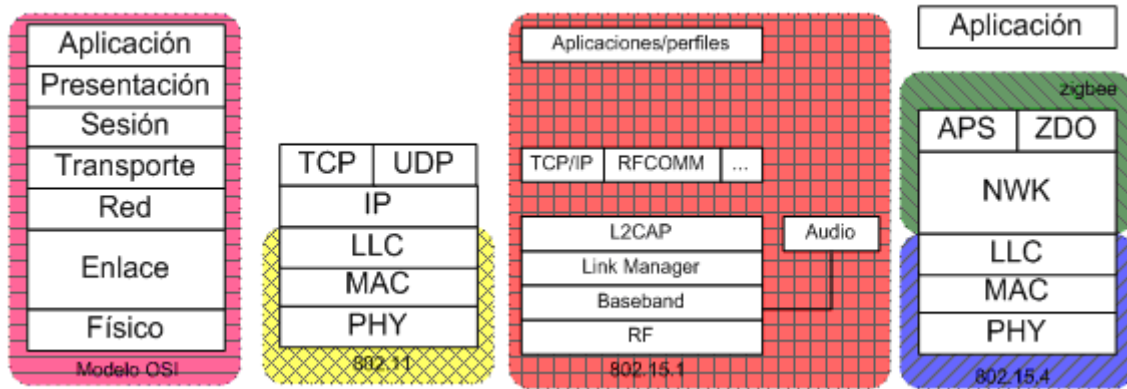 Aplicación
Presentación
Sesión
Transporte
Red
Enlace
Físico
Modelo OSI
TCP UDP
IP
LLC
MAC
PHY
802.11
Aplicaciones/perfiles
TCP/IP RFCOMM ...
L2CAP Audio
Link Manager
Baseband
RF
802.15.1
Aplicación
zigbee
APS ZDO
NWK
LLC
MAC
PHY
802.15.4